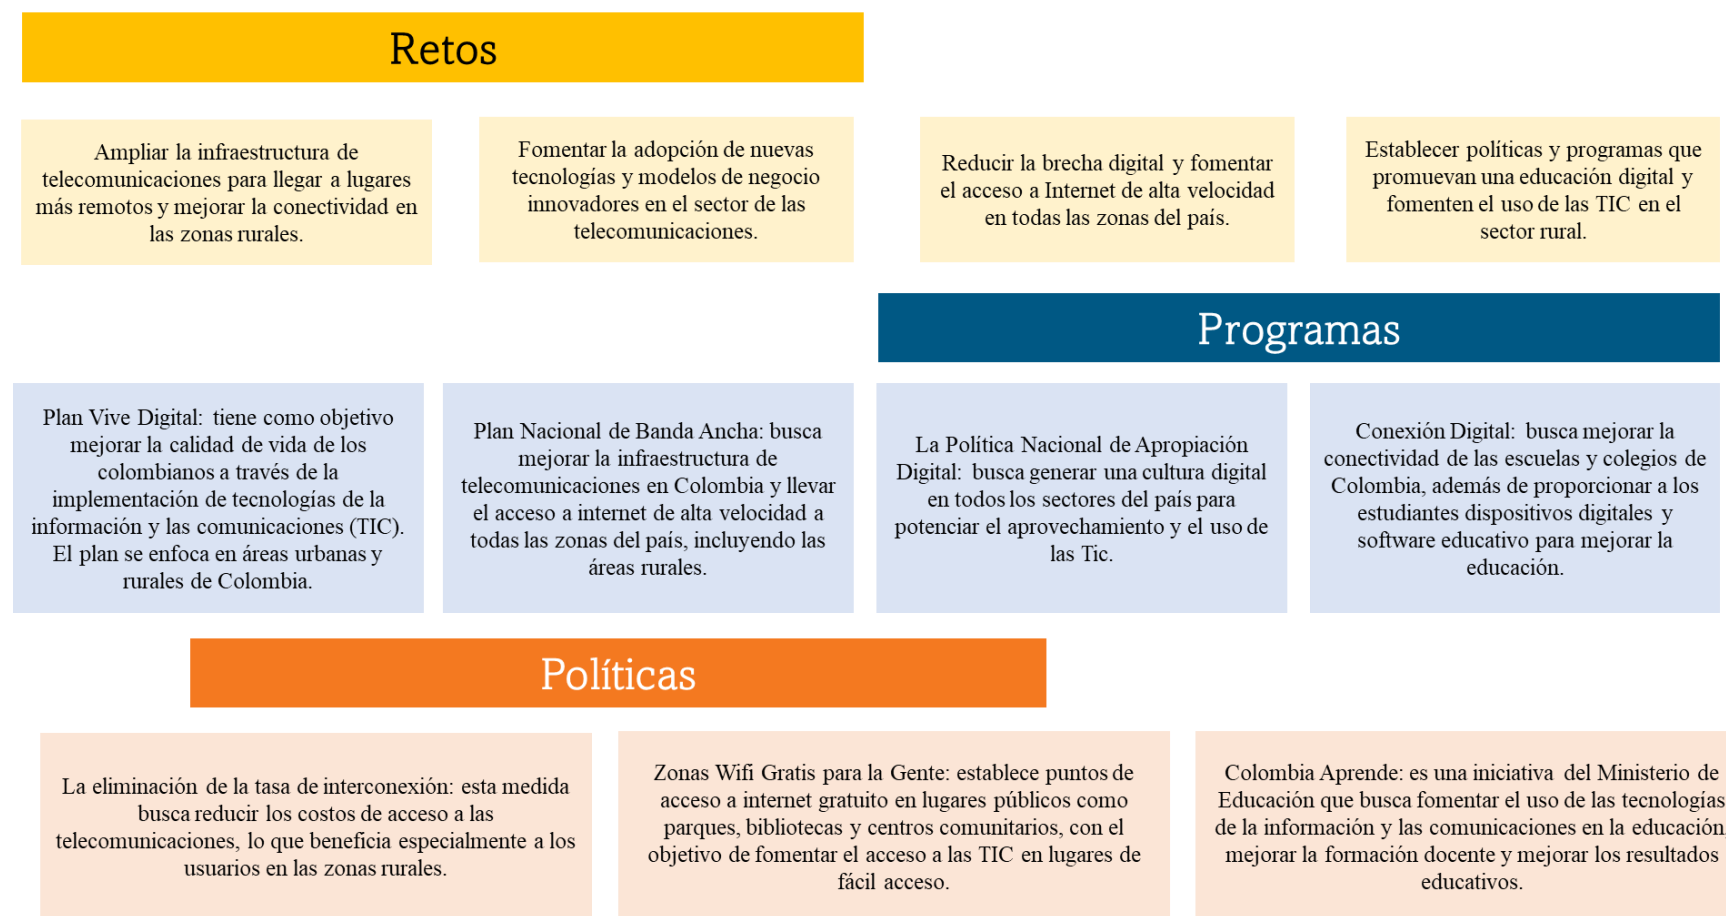 Retos
Ampliar la infraestructura de
telecomunicaciones para llegar a lugares
más remotos y mejorar la conectividad en
las zonas rurales.
Fomentar la adopción de nuevas
tecnologías y modelos de negocio
innovadores en el sector de las
telecomunicaciones.
Reducir la brecha digital y fomentar
el acceso a Internet de alta velocidad
en todas las zonas del país.
Establecer políticas y programas que
promuevan una educación digital y
fomenten el uso de las TIC en el
sector rural.
Programas
Plan Vive Digital: tiene como objetivo
mejorar la calidad de vida de los
colombianos a través de la
implementación de tecnologías de la
información y las comunicaciones (TIC).
El plan se enfoca en áreas urbanas y
rurales de Colombia.
Plan Nacional de Banda Ancha: busca
mejorar la infraestructura de
telecomunicaciones en Colombia y llevar
el acceso a internet de alta velocidad a
todas las zonas del país, incluyendo las
áreas rurales.
La Política Nacional de Apropiación
Digital: busca generar una cultura digital
en todos los sectores del país para
potenciar el aprovechamiento y el uso de
las Tic.
Conexión Digital: busca mejorar la
conectividad de las escuelas y colegios de
Colombia, además de proporcionar a los
estudiantes dispositivos digitales y
software educativo para mejorar la
educación.
Políticas
La eliminación de la tasa de interconexión: esta medida
busca reducir los costos de acceso a las
telecomunicaciones, lo que beneficia especialmente a los
usuarios en las zonas rurales.
Zonas Wifi Gratis para la Gente: establece puntos de
acceso a internet gratuito en lugares públicos como
parques, bibliotecas y centros comunitarios, con el
objetivo de fomentar el acceso a las TIC en lugares de
fácil acceso.
Colombia Aprende: es una iniciativa del Ministerio de
Educación que busca fomentar el uso de las tecnologías
de la información y las comunicaciones en la educación,
mejorar la formación docente y mejorar los resultados
educativos.